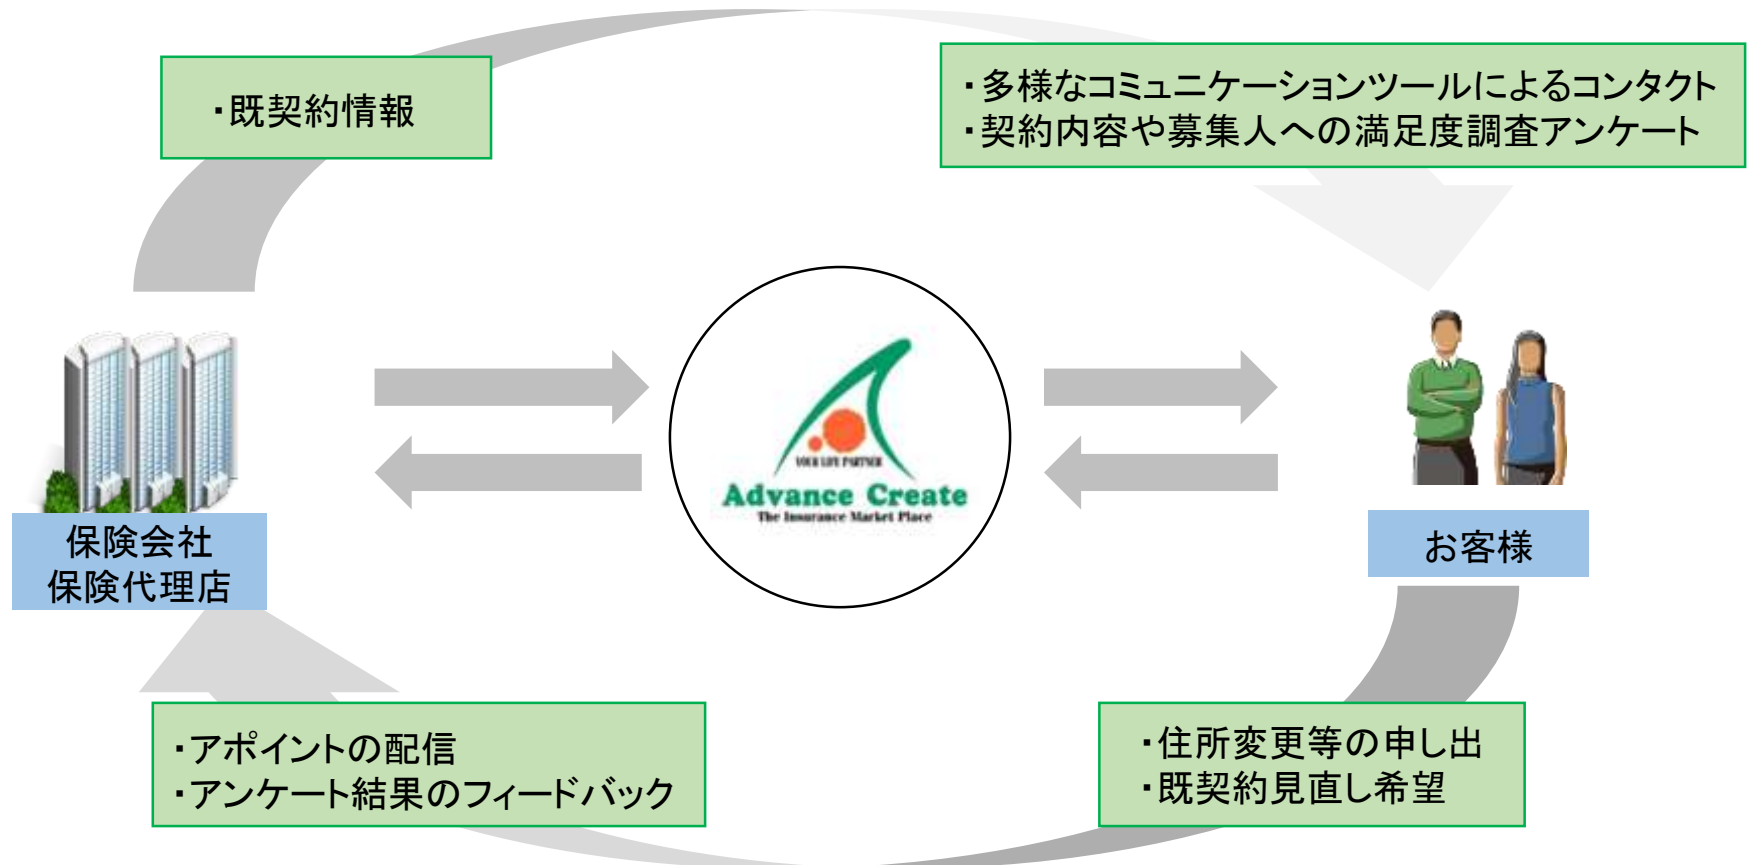 ・既契約情報
・多様なコミュニケーションツールによるコンタクト
・契約内容や募集人への満足度調査アンケート
YOUR LIFE PARTNER
Advance Create
The Insurance Market Place
保険会社
保険代理店
お客様
・アポイントの配信
・アンケート結果のフィードバック
・住所変更等の申し出
・既契約見直し希望